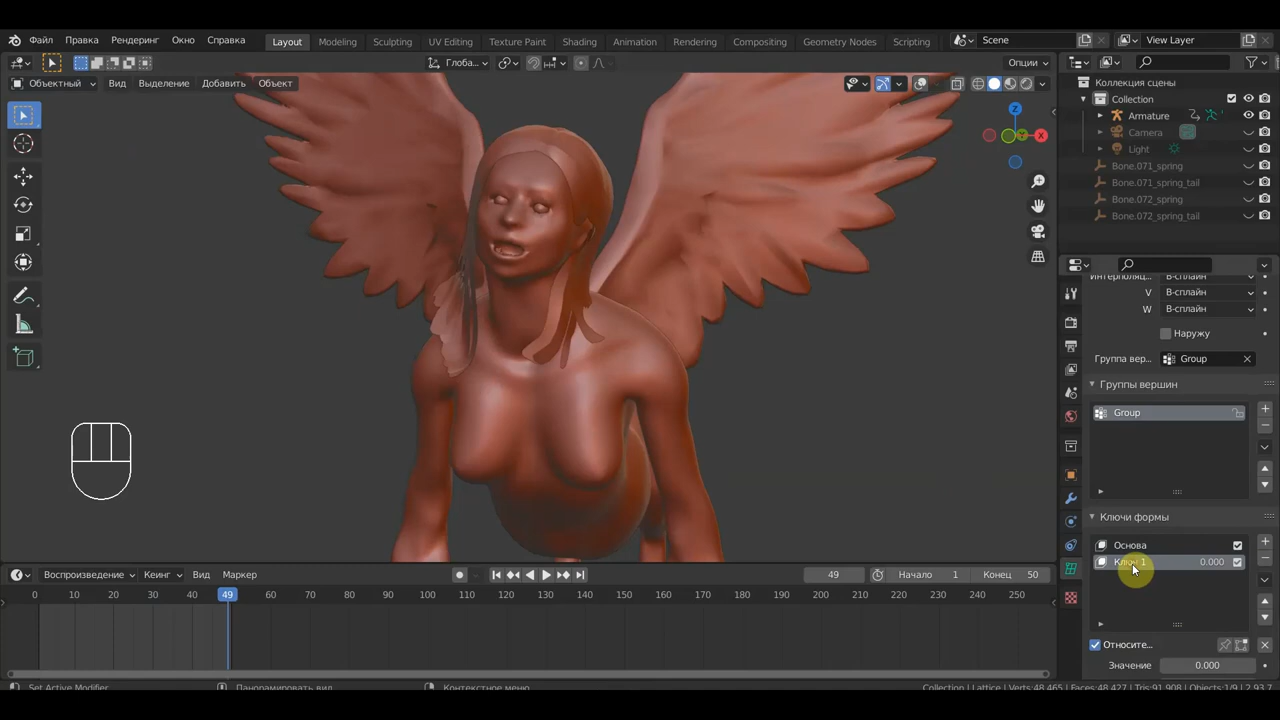 Файл Правка Рендеринг Окно Справка Layout Modeling Sculpting UV Editing Texture Paint Shading Animation Rendering Compositing Geometry Nodes Scripting Scene View Layer
Глоба... Опции
Объектный Вид Выделение Добавить Объект
Z
X
Y
Коллекция сцены
Collection
Armature
Camera
Light
Bone.071_spring
Bone.071_spring_tail
Bone.072_spring
Bone.072_spring_tail
Интерполяц... В-сплайн
V В-сплайн
W В-сплайн
Наружу
Группа вер... Group
Группы вершин
Group
Ключи формы
Основа
Ключ 1 0.000
Относите...
Значение 0.000
Воспроизведение Кеинг Вид Маркер 49 Начало 1 Конец 50
0 10 20 30 40 49 60 70 80 90 100 110 120 130 140 150 160 170 180 190 200 210 220 230 240 250
Set Active Modifier Панорамировать вид Контекстное меню Collection | Lattice | Verts:48,465 | Faces:48,427 | Tris:91,908 | Objects:1/9 | 2.93.7